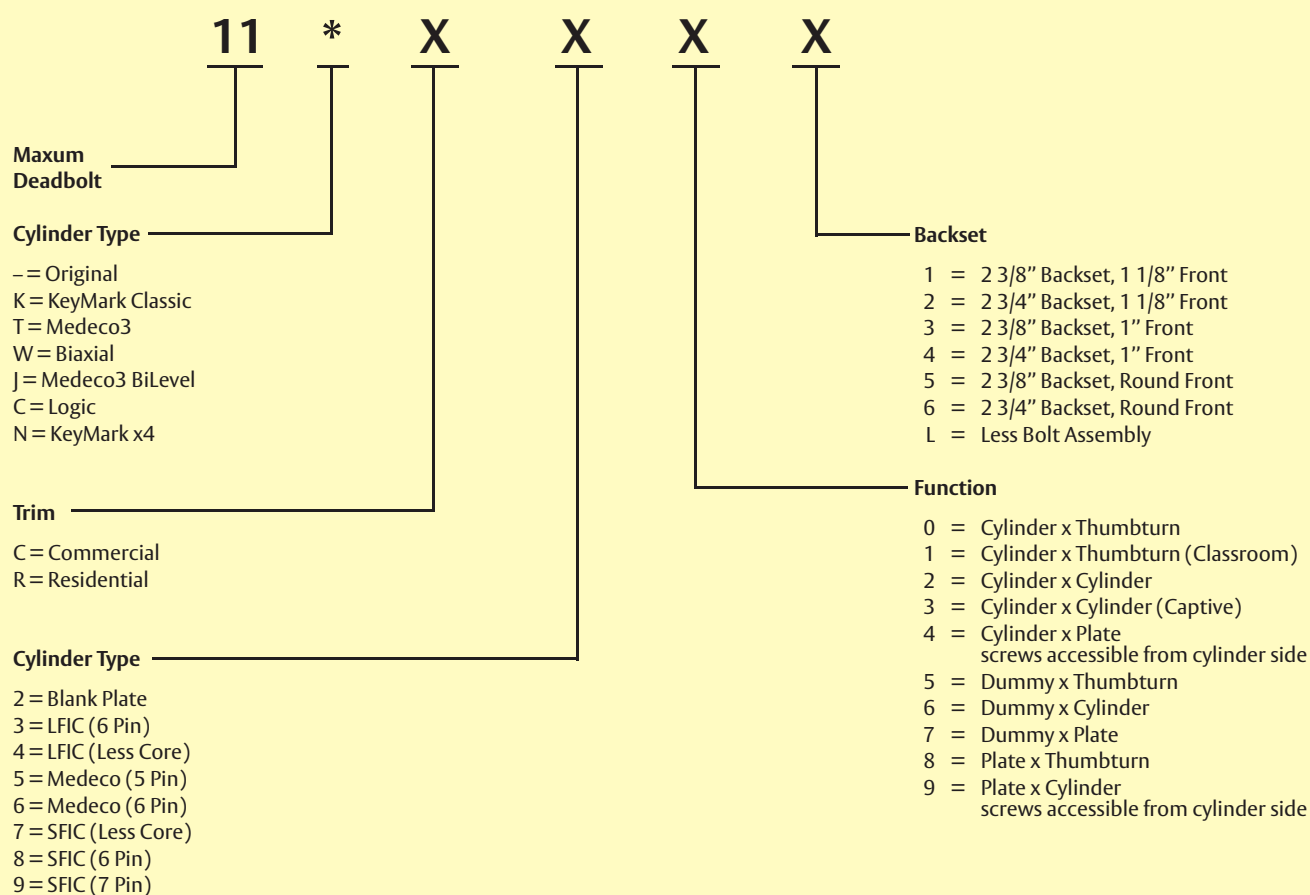 11 * X X X X
Maxum
Deadbolt
Cylinder Type
– = Original
K = KeyMark Classic
T = Medeco3
W = Biaxial
J = Medeco3 BiLevel
C = Logic
N = KeyMark x4
Trim
C = Commercial
R = Residential
Cylinder Type
2 = Blank Plate
3 = LFIC (6 Pin)
4 = LFIC (Less Core)
5 = Medeco (5 Pin)
6 = Medeco (6 Pin)
7 = SFIC (Less Core)
8 = SFIC (6 Pin)
9 = SFIC (7 Pin)
Backset
1 = 2 3/8” Backset, 1 1/8” Front
2 = 2 3/4” Backset, 1 1/8” Front
3 = 2 3/8” Backset, 1” Front
4 = 2 3/4” Backset, 1” Front
5 = 2 3/8” Backset, Round Front
6 = 2 3/4” Backset, Round Front
L = Less Bolt Assembly
Function
0 = Cylinder x Thumbturn
1 = Cylinder x Thumbturn (Classroom)
2 = Cylinder x Cylinder
3 = Cylinder x Cylinder (Captive)
4 = Cylinder x Plate
screws accessible from cylinder side
5 = Dummy x Thumbturn
6 = Dummy x Cylinder
7 = Dummy x Plate
8 = Plate x Thumbturn
9 = Plate x Cylinder
screws accessible from cylinder side